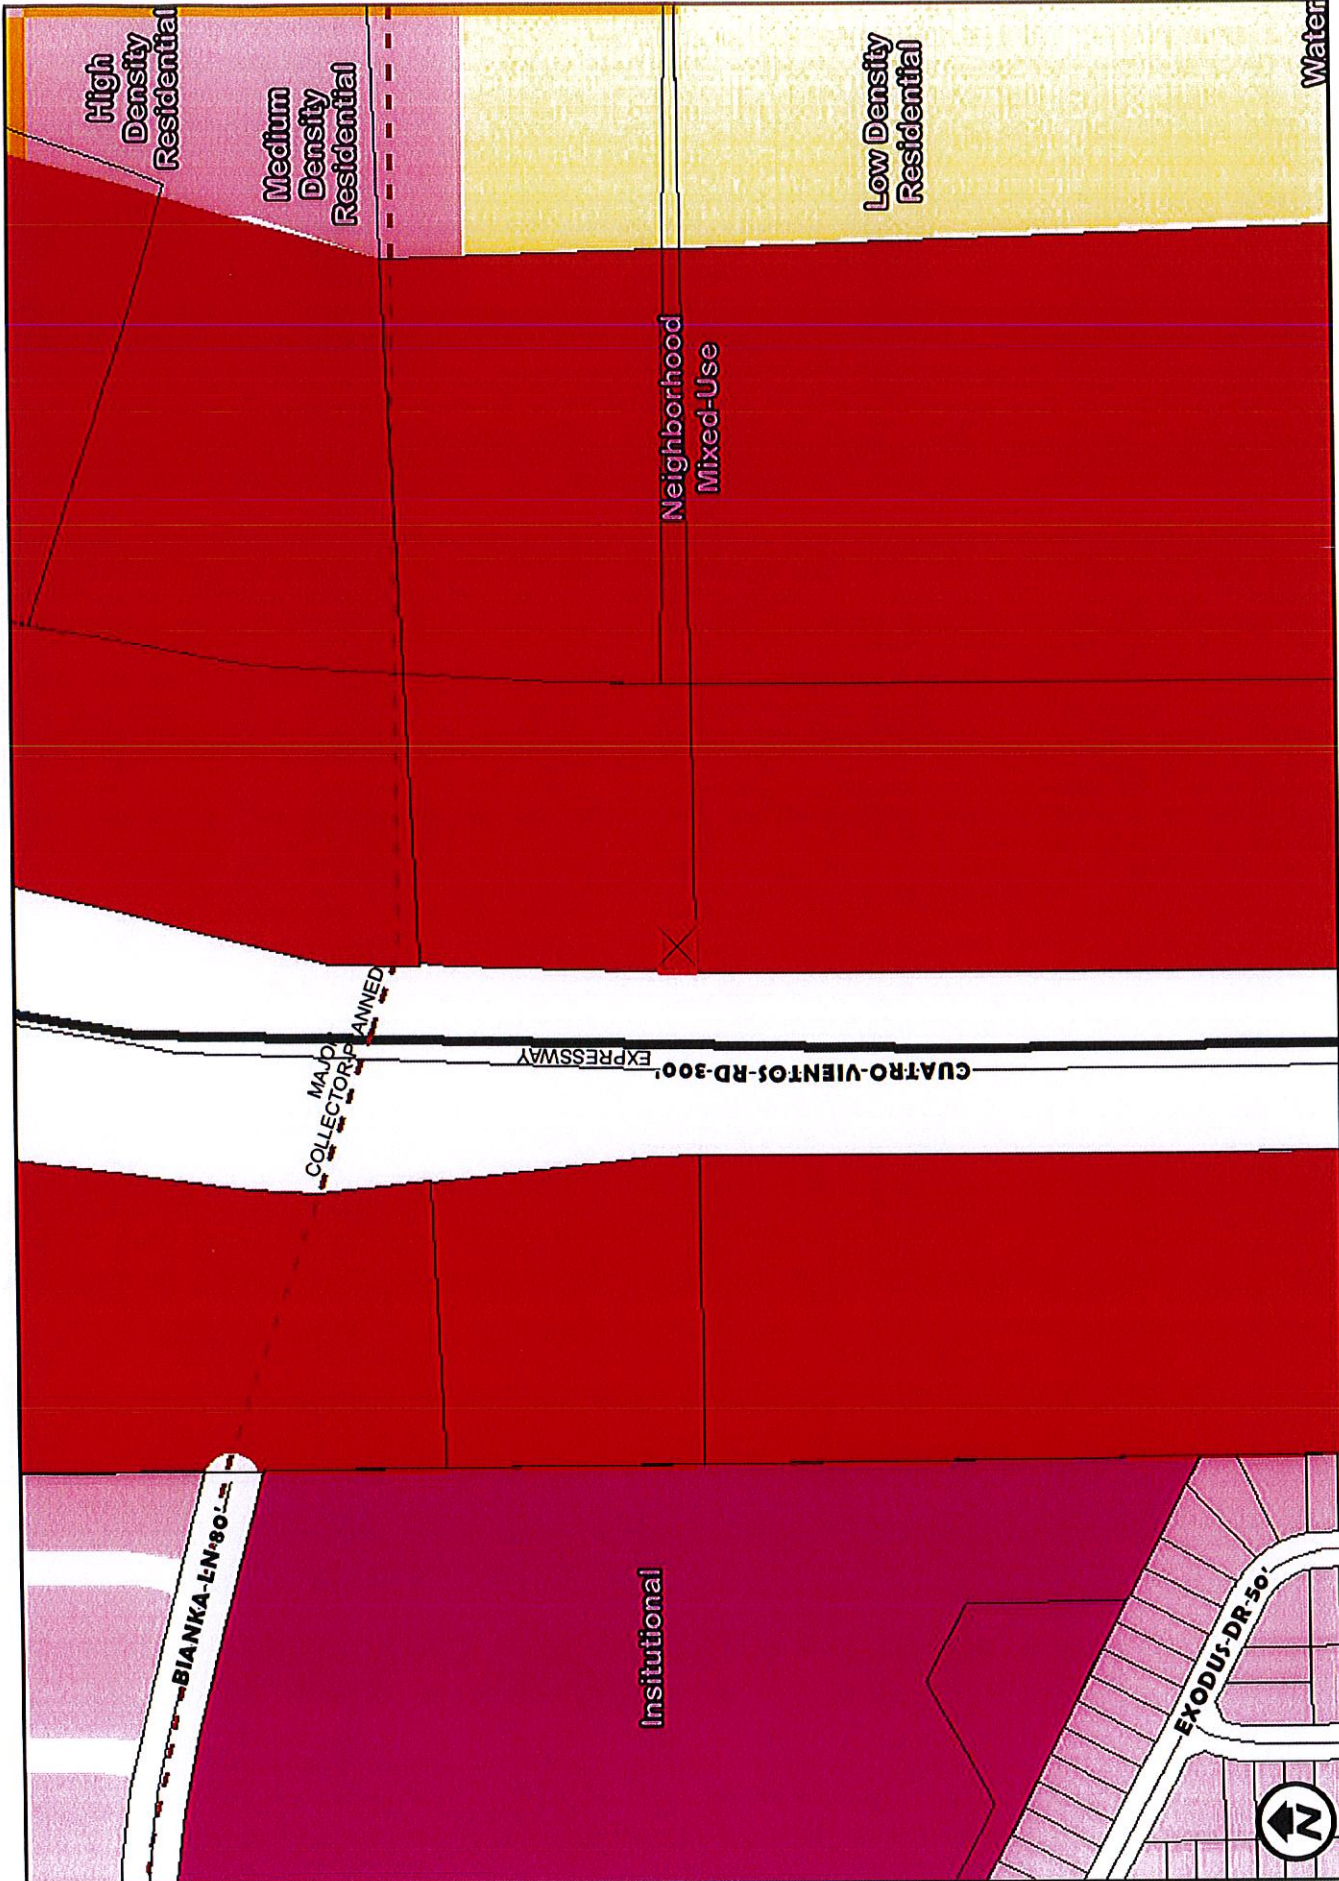 High
Density
Residential
Medium
Density
Residential
Low Density
Residential
Water
Neighborhood
Mixed-Use
MAJOR
COLLECTOR-PLANNED
EXPRESSWAY
CUATRO-VIENTOS-RD-300'
BIANKA-LN-80'
Insitutional
EXODUS-DR-50'
N